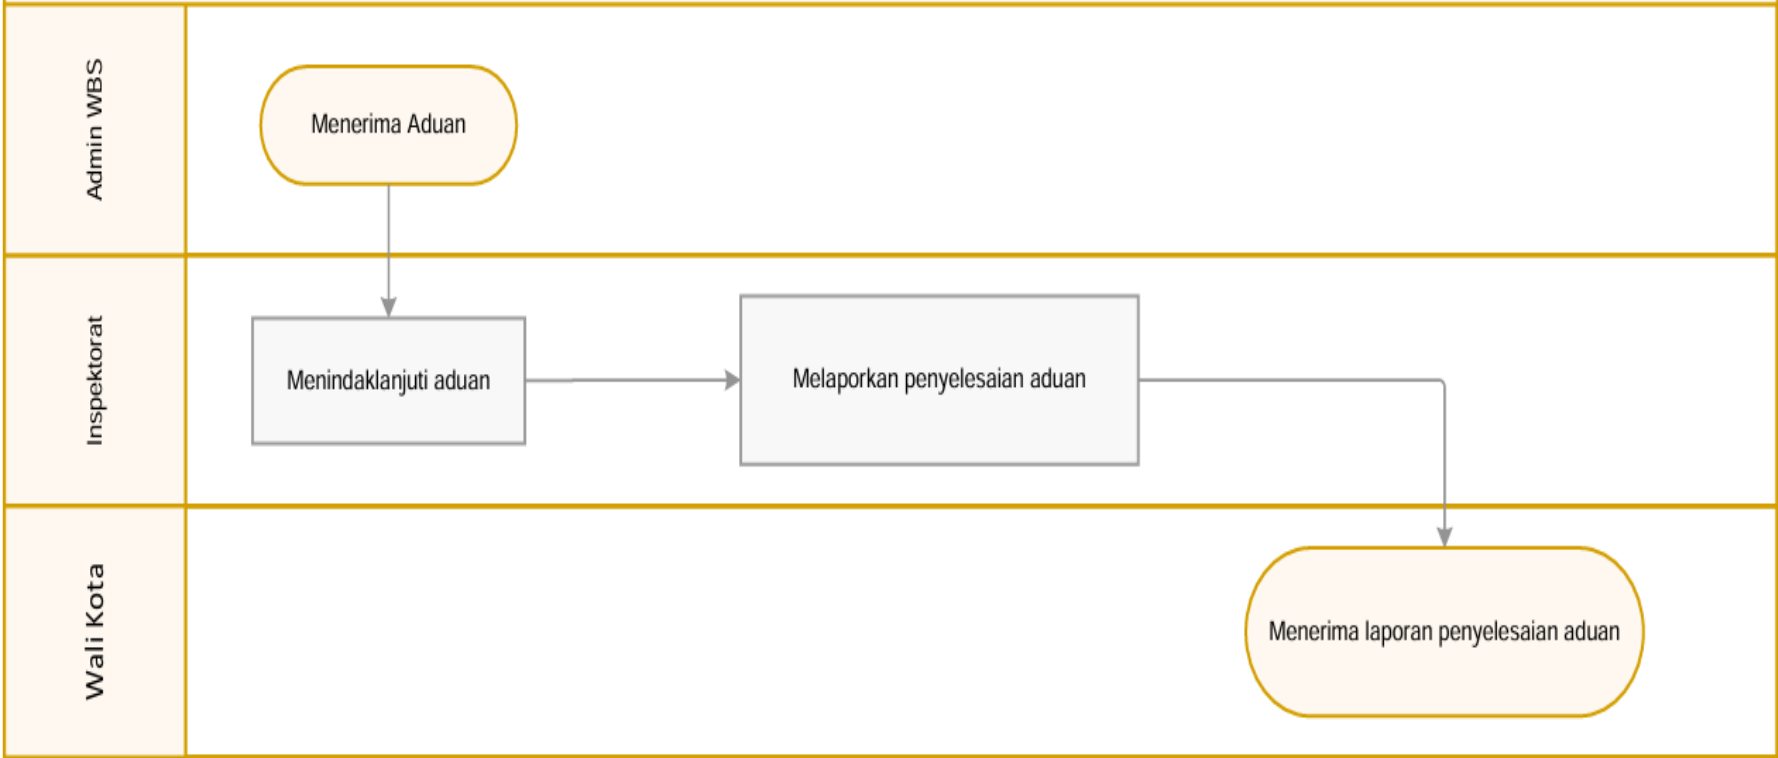 Admin WBS
Menerima Aduan
Inspektorat
Menindaklanjuti aduan
Melaporkan penyelesaian aduan
Wali Kota
Menerima laporan penyelesaian aduan